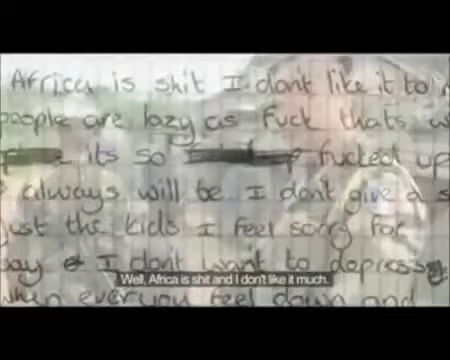 Africa is shit I dont like it to
people are lazy as fuck thats w
its so fucked up
always will be I dont give a s
just the kids I feel sorry for
I dont want to depress
Well, Africa is shit and I don't like it much.
when everyou feel down and